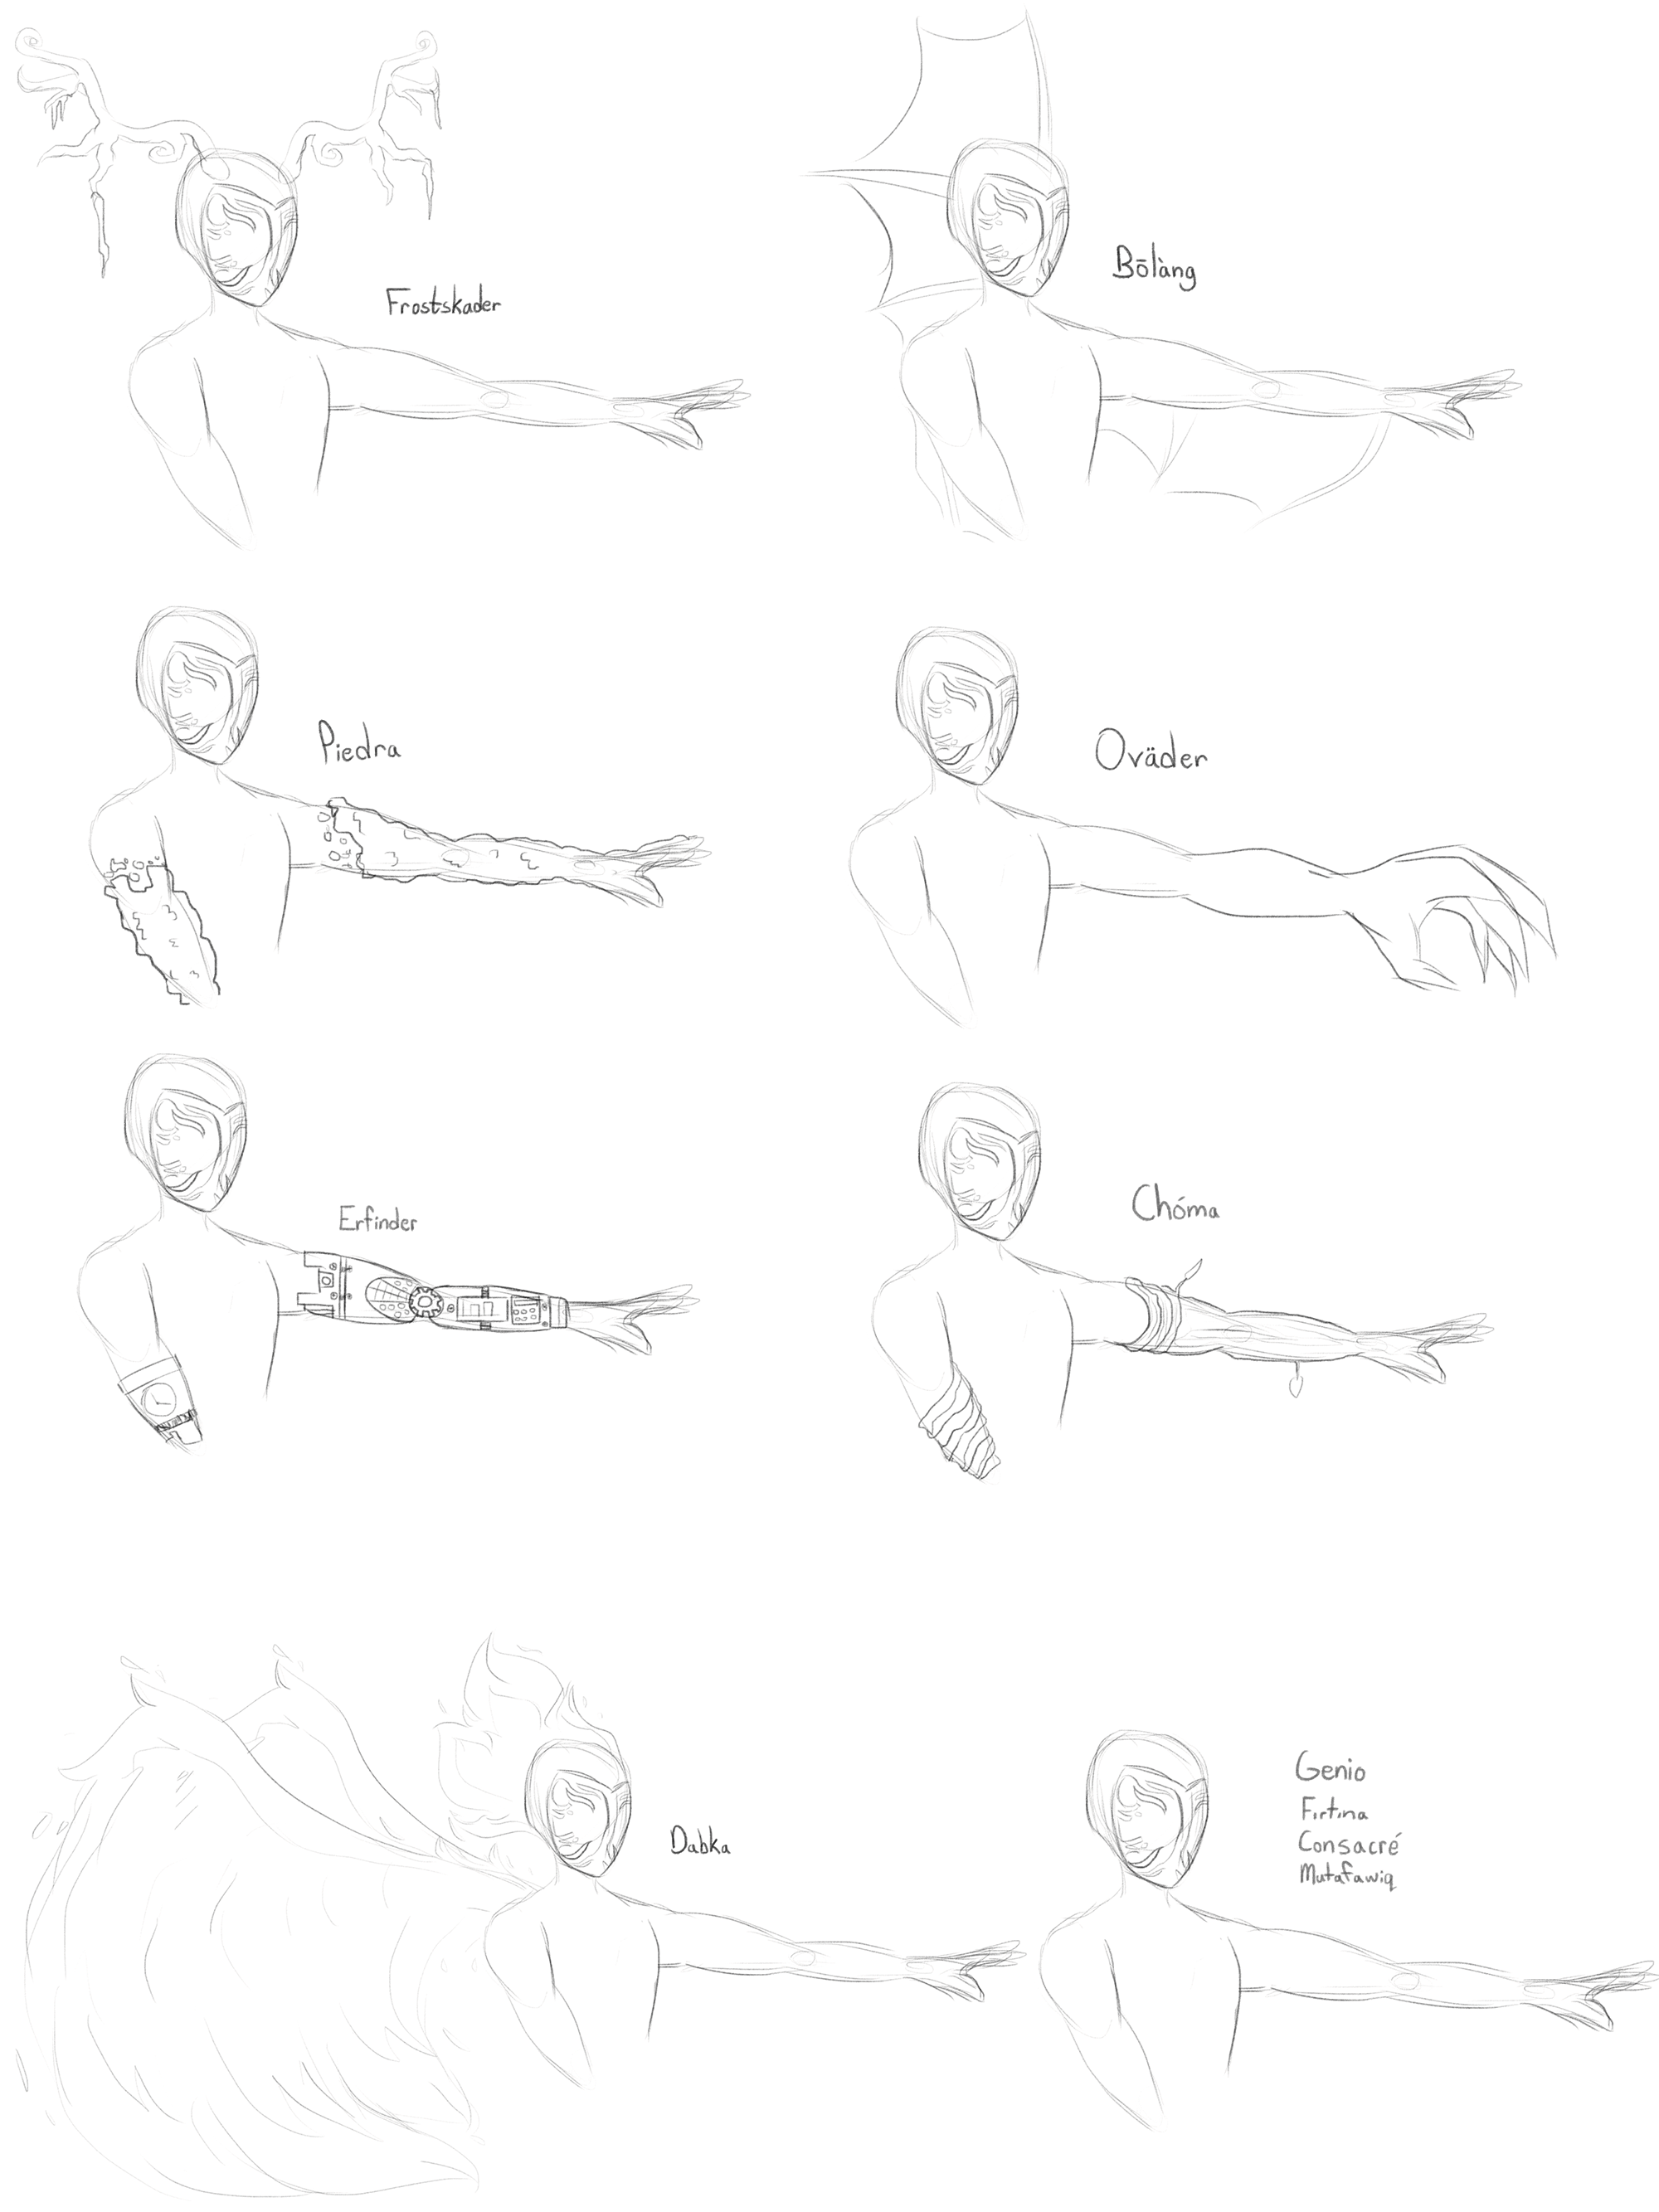 Frostskader
Bōlàng
Piedra
Oväder
Erfinder
Chóma
Dabka
Genio
Fırtına
Consacré
Mutafawiq